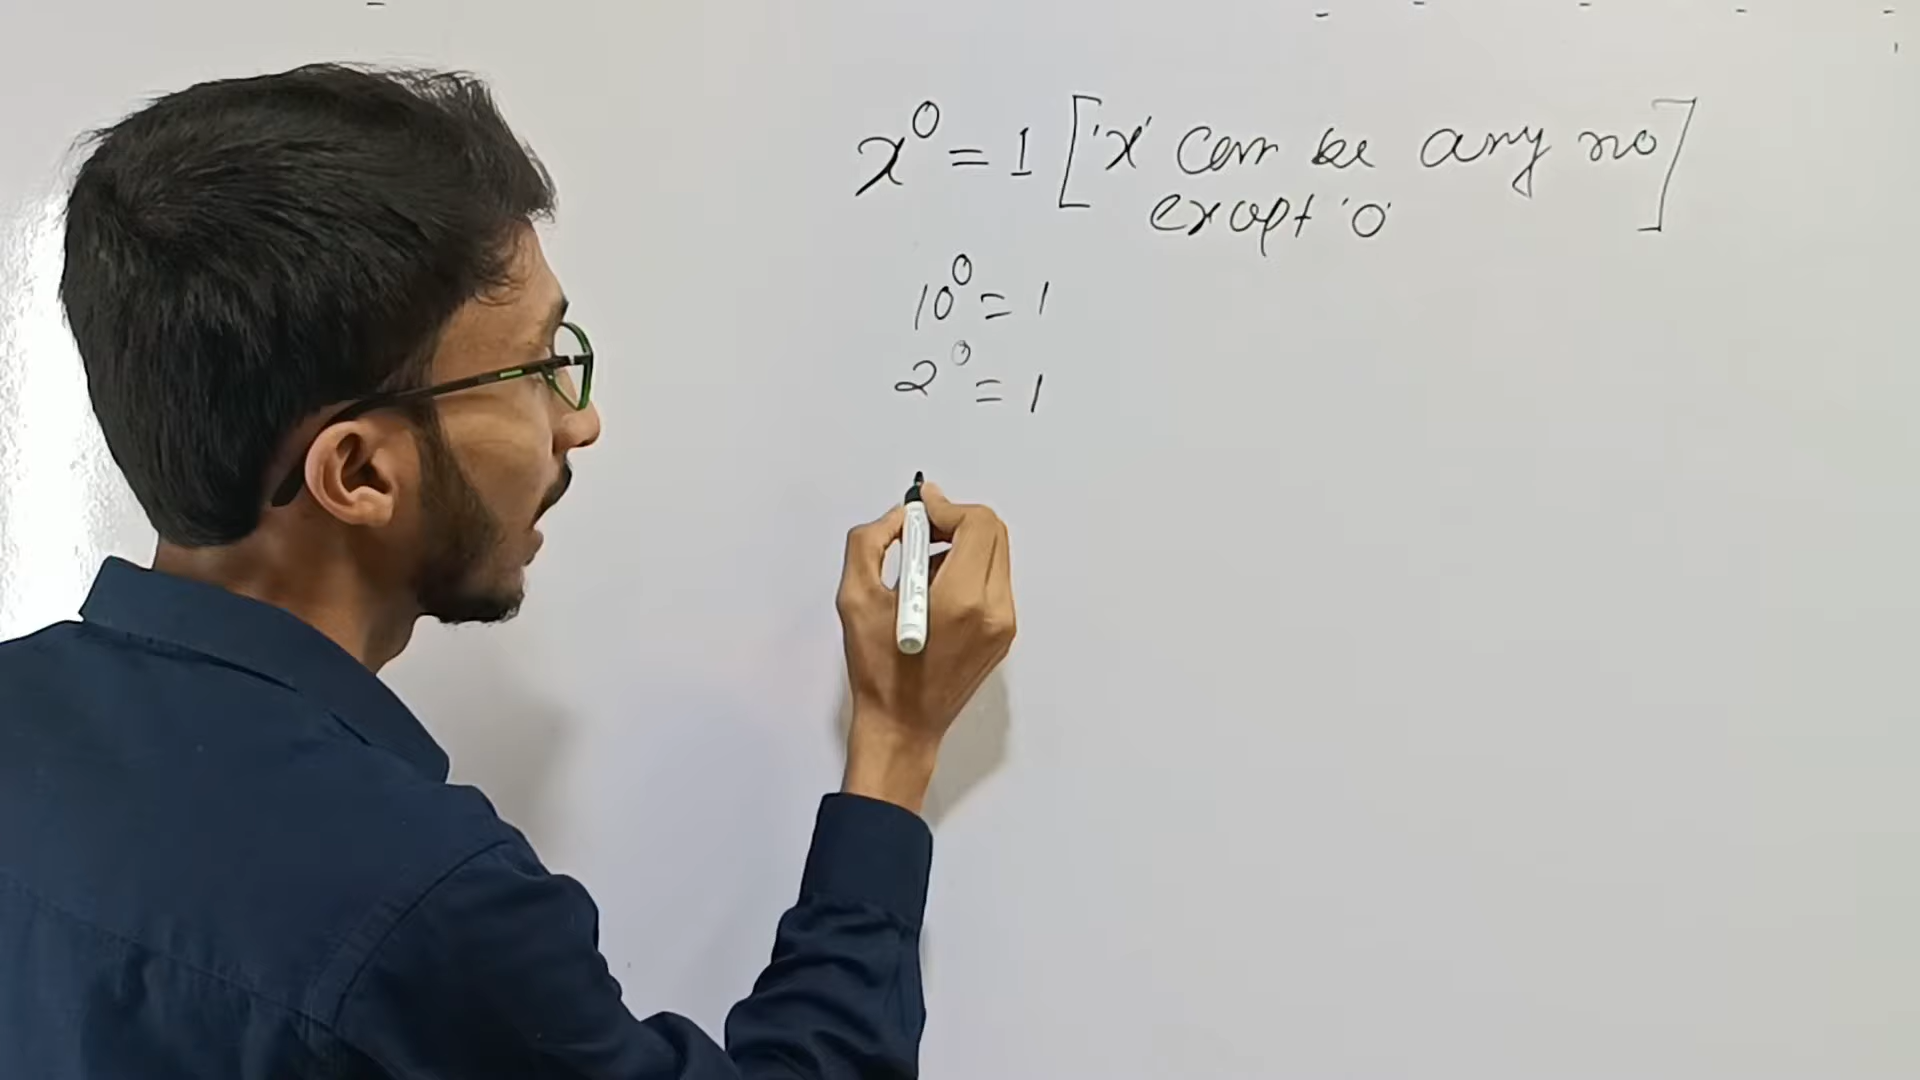 x⁰ = 1 ['x' can be any no
except '0']
10⁰ = 1
2⁰ = 1